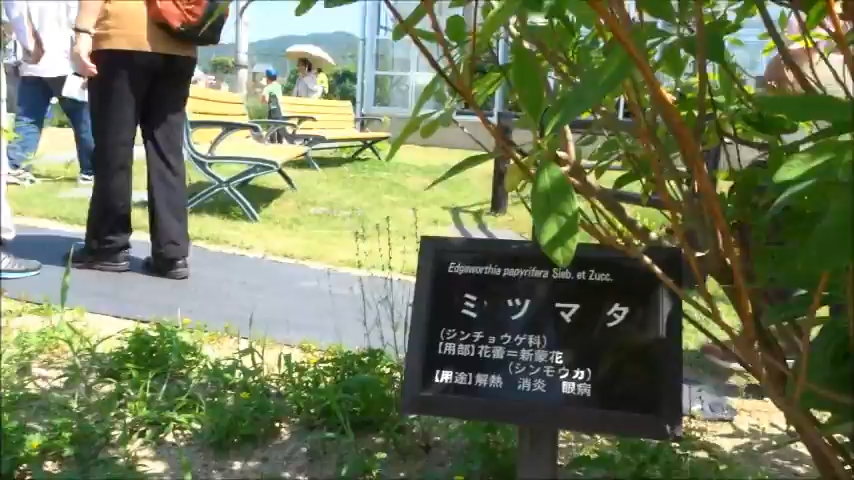 Edgeworthia papyrifera Sieb. et Zucc.
ミツマタ
(ジンチョウゲ科)
【用部】花蕾=新蒙花
(シンモウカ)
【用途】解熱 消炎 眼病